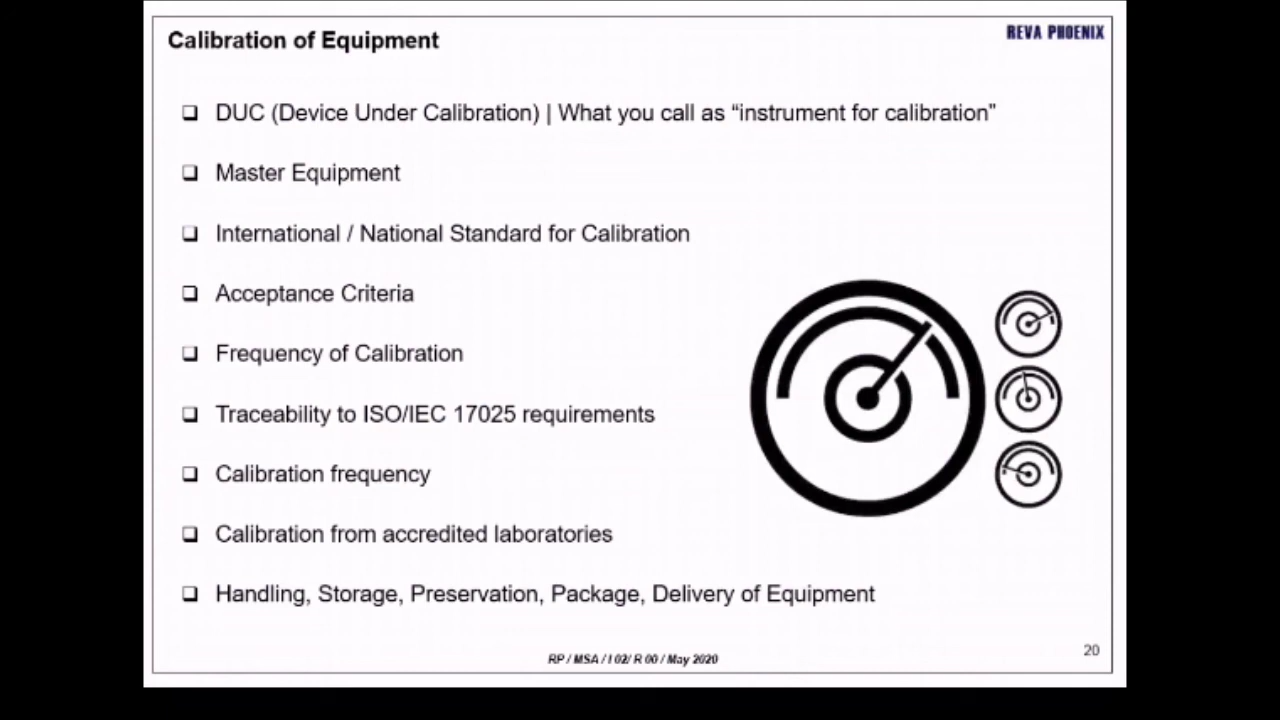 Calibration of Equipment
REVA PHOENIX
DUC (Device Under Calibration) | What you call as “instrument for calibration”
Master Equipment
International / National Standard for Calibration
Acceptance Criteria
Frequency of Calibration
Traceability to ISO/IEC 17025 requirements
Calibration frequency
Calibration from accredited laboratories
Handling, Storage, Preservation, Package, Delivery of Equipment
20
RP / MSA / I 02/ R 00 / May 2020